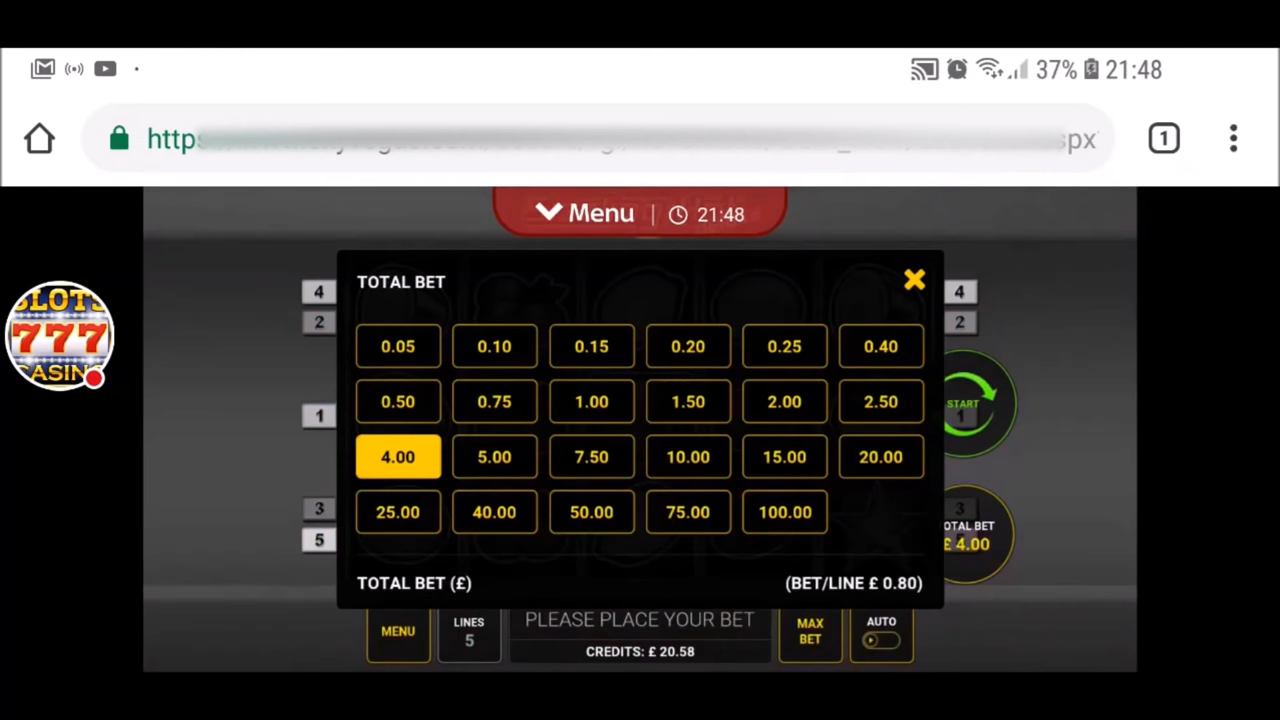 37% 21:48
https
spx
1
Menu | 21:48
TOTAL BET
4 4
2 2
0.05 0.10 0.15 0.20 0.25 0.40
0.50 0.75 1.00 1.50 2.00 2.50
SLOTS
777
CASINO
START
1 1
4.00 5.00 7.50 10.00 15.00 20.00
25.00 40.00 50.00 75.00 100.00
3 3
5
OTAL BET
£ 4.00
TOTAL BET (£) (BET/LINE £ 0.80)
MENU
LINES
5
PLEASE PLACE YOUR BET
CREDITS: £ 20.58
MAX
BET
AUTO